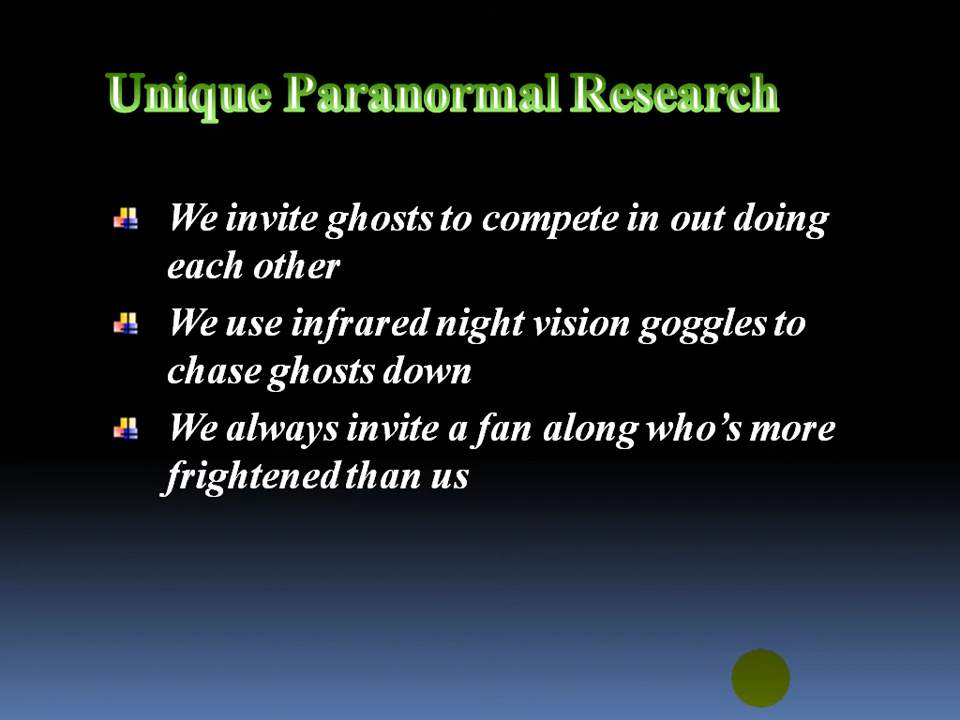 Unique Paranormal Research
We invite ghosts to compete in out doing
each other
We use infrared night vision goggles to
chase ghosts down
We always invite a fan along who’s more
frightened than us